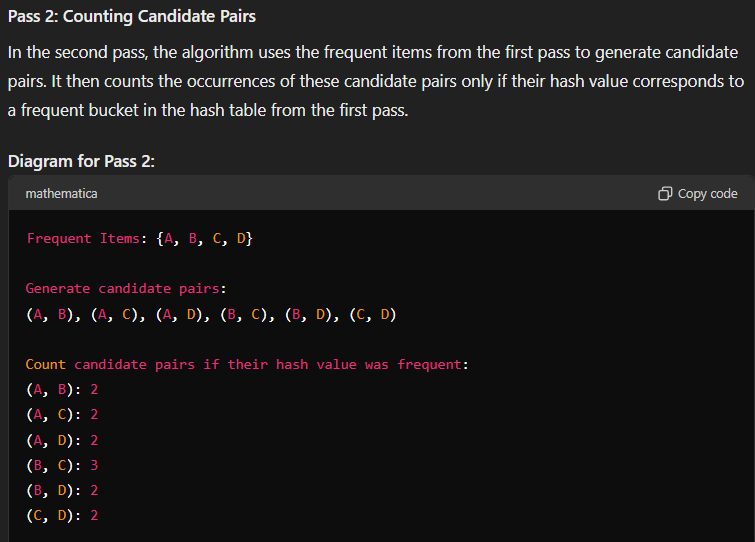 Pass 2: Counting Candidate Pairs
In the second pass, the algorithm uses the frequent items from the first pass to generate candidate
pairs. It then counts the occurrences of these candidate pairs only if their hash value corresponds to
a frequent bucket in the hash table from the first pass.
Diagram for Pass 2:
mathematica Copy code
Frequent Items: {A, B, C, D}
Generate candidate pairs:
(A, B), (A, C), (A, D), (B, C), (B, D), (C, D)
Count candidate pairs if their hash value was frequent:
(A, B): 2
(A, C): 2
(A, D): 2
(B, C): 3
(B, D): 2
(C, D): 2